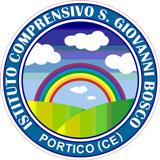 ISTITUTO COMPRENSIVO S. GIOVANNI BOSCO
PORTICO (CE)